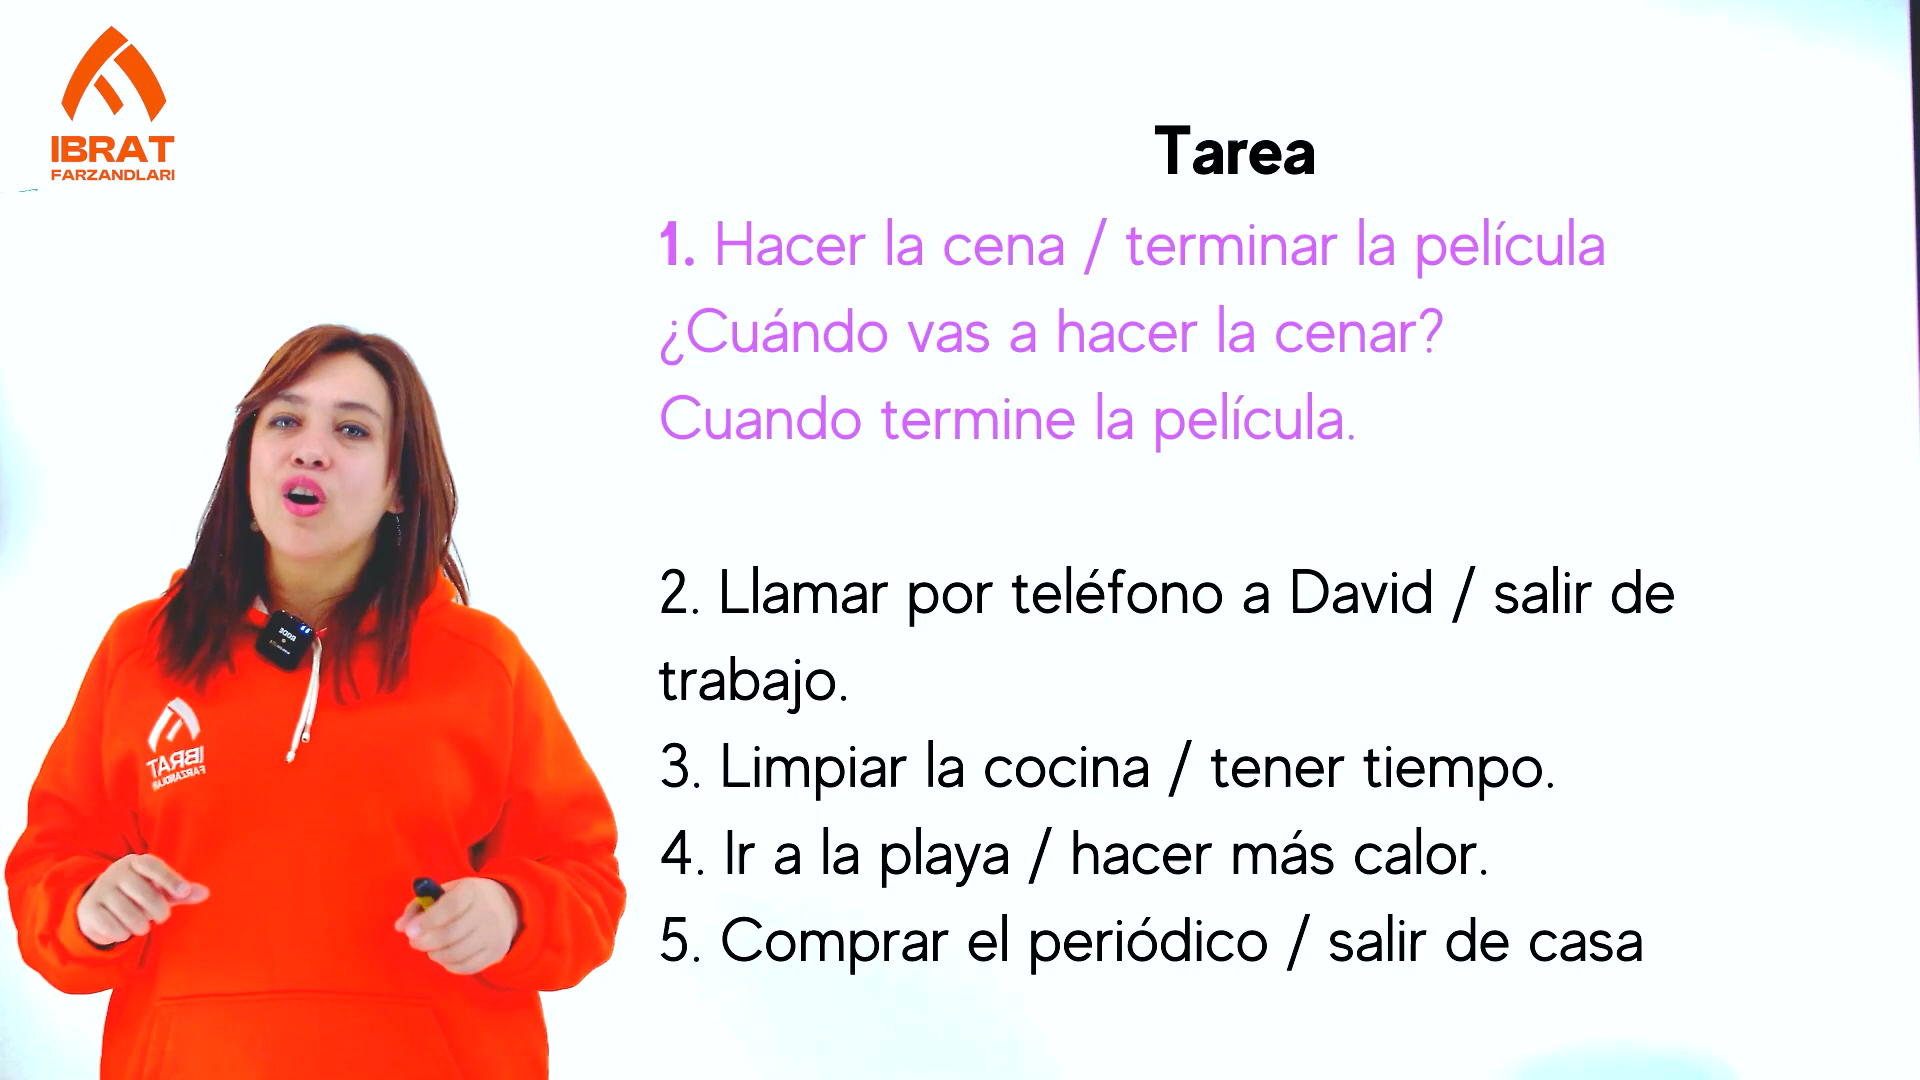 IBRAT
FARZANDLARI
Tarea
1. Hacer la cena / terminar la película
¿Cuándo vas a hacer la cenar?
Cuando termine la película.
2. Llamar por teléfono a David / salir de
trabajo.
3. Limpiar la cocina / tener tiempo.
4. Ir a la playa / hacer más calor.
5. Comprar el periódico / salir de casa
IBRAT
FARZANDLARI